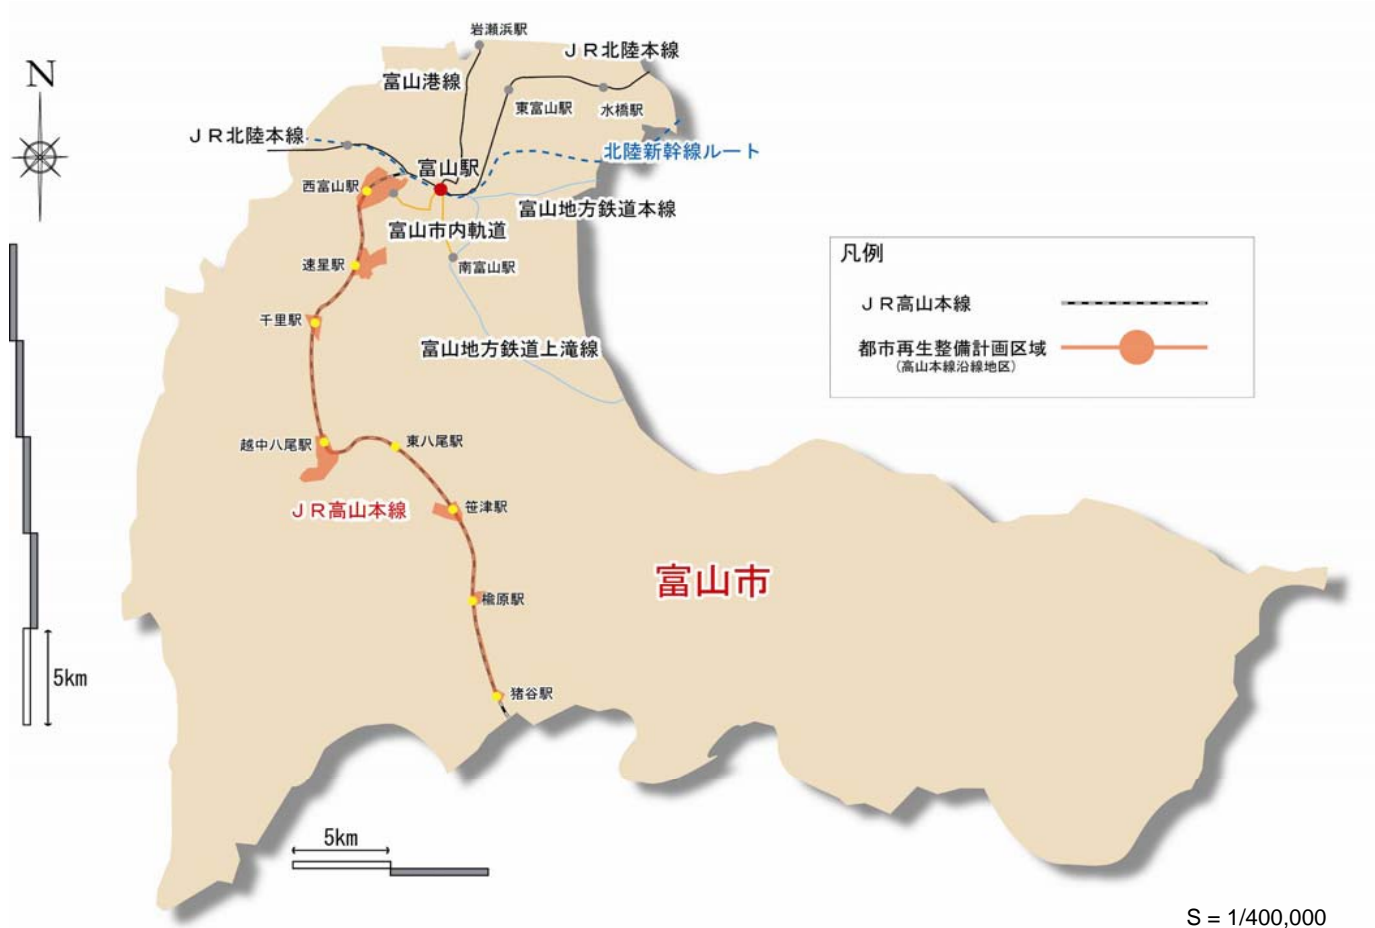 岩瀬浜駅
ＪＲ北陸本線
N
富山港線
東富山駅
水橋駅
ＪＲ北陸本線
北陸新幹線ルート
富山駅
西富山駅
富山地方鉄道本線
富山市内軌道
凡例
速星駅
南富山駅
ＪＲ高山本線
千里駅
富山地方鉄道上滝線
都市再生整備計画区域
（高山本線沿線地区）
越中八尾駅
東八尾駅
ＪＲ高山本線
笹津駅
富山市
楡原駅
5km
猪谷駅
5km
S = 1/400,000